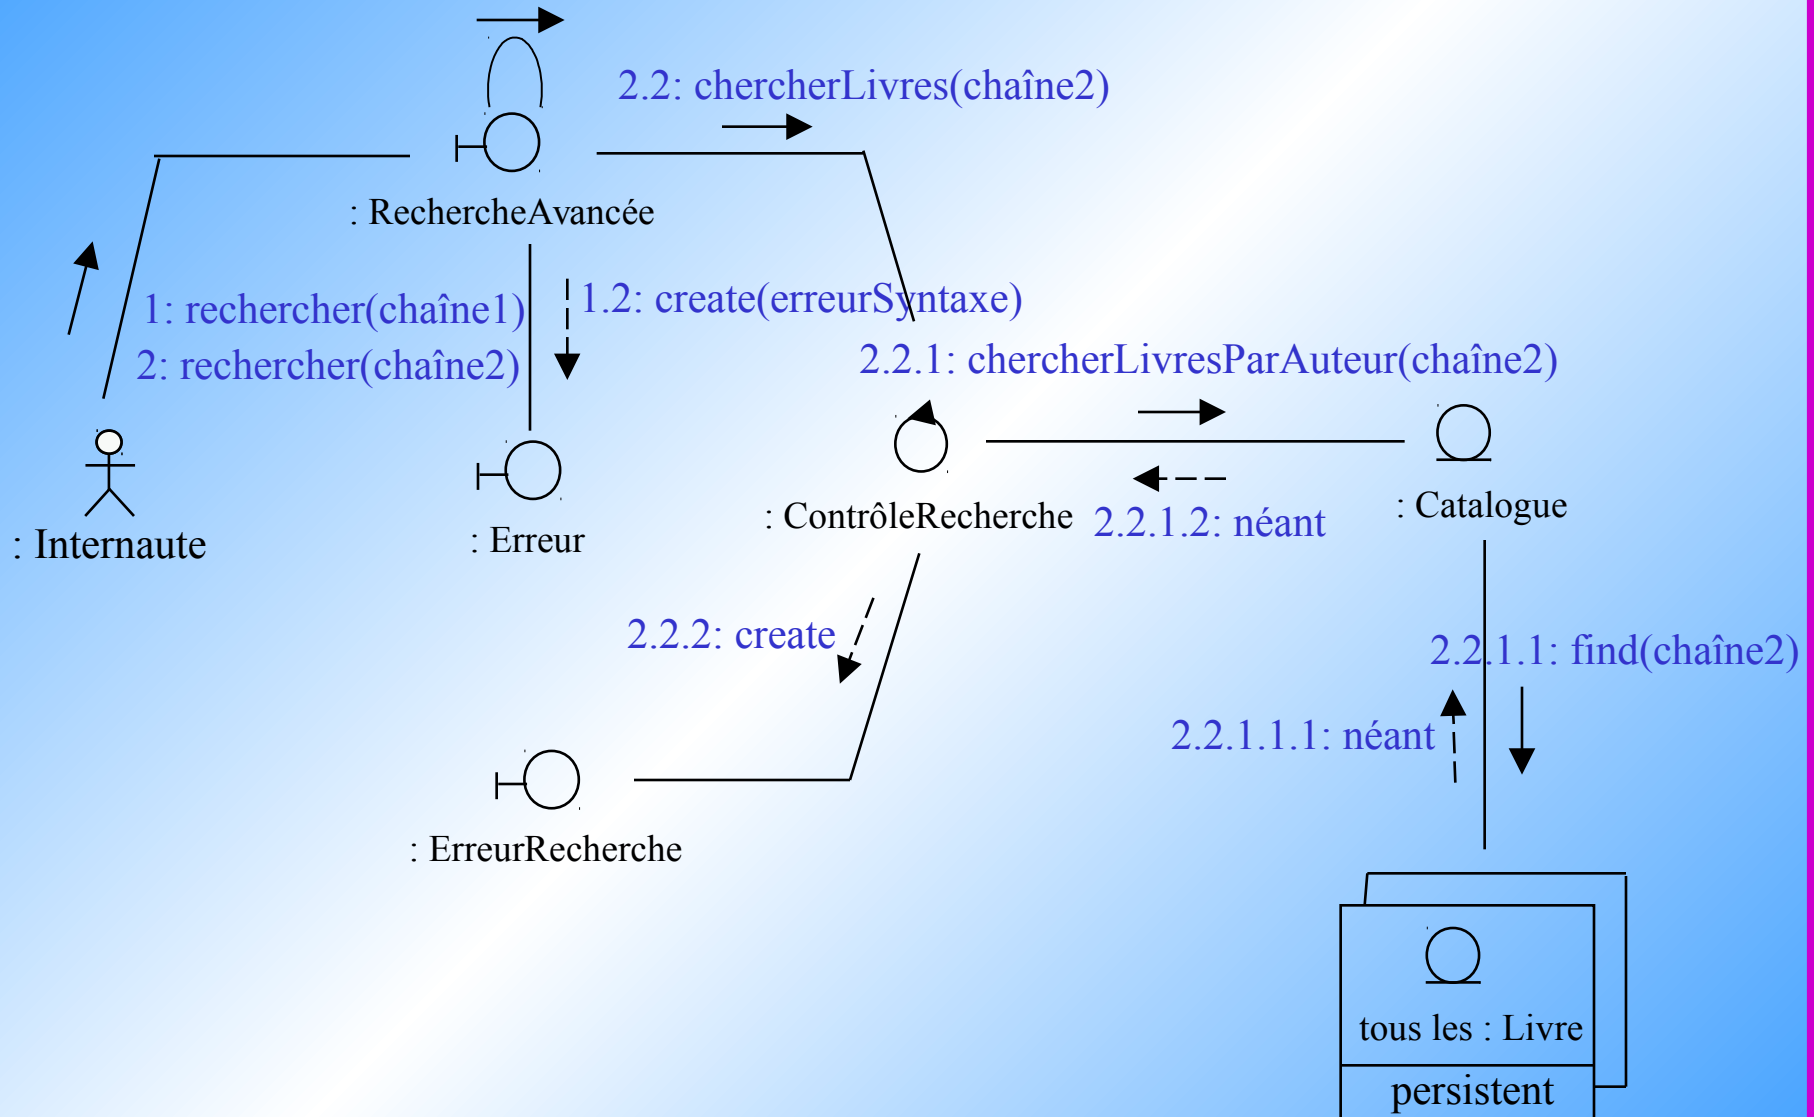 2.2: chercherLivres(chaîne2)
: RechercheAvancée
1: rechercher(chaîne1)
1.2: create(erreurSyntaxe)
2: rechercher(chaîne2)
2.2.1: chercherLivresParAuteur(chaîne2)
: Internaute
: Erreur
: ContrôleRecherche
2.2.1.2: néant
: Catalogue
2.2.2: create
2.2.1.1: find(chaîne2)
2.2.1.1.1: néant
: ErreurRecherche
tous les : Livre
persistent